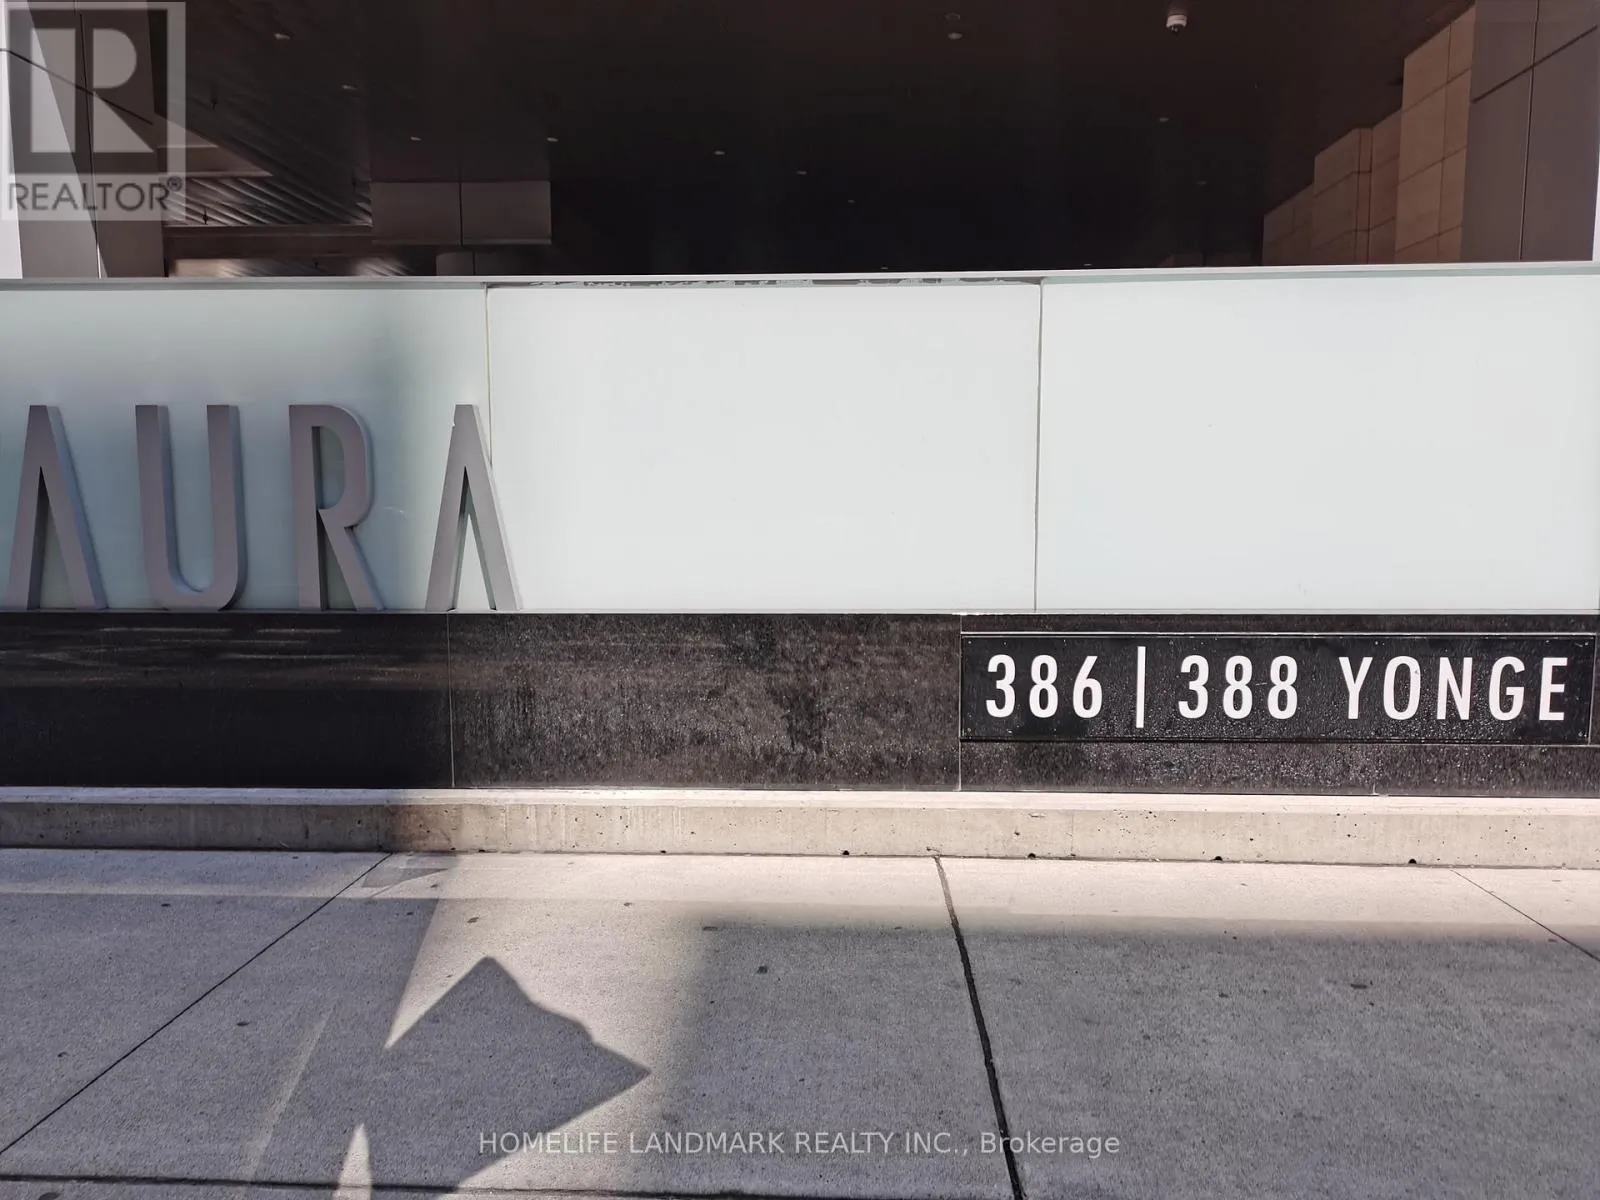 R
REALTOR®
AURA
386 | 388 YONGE
HOMELIFE LANDMARK REALTY INC., Brokerage